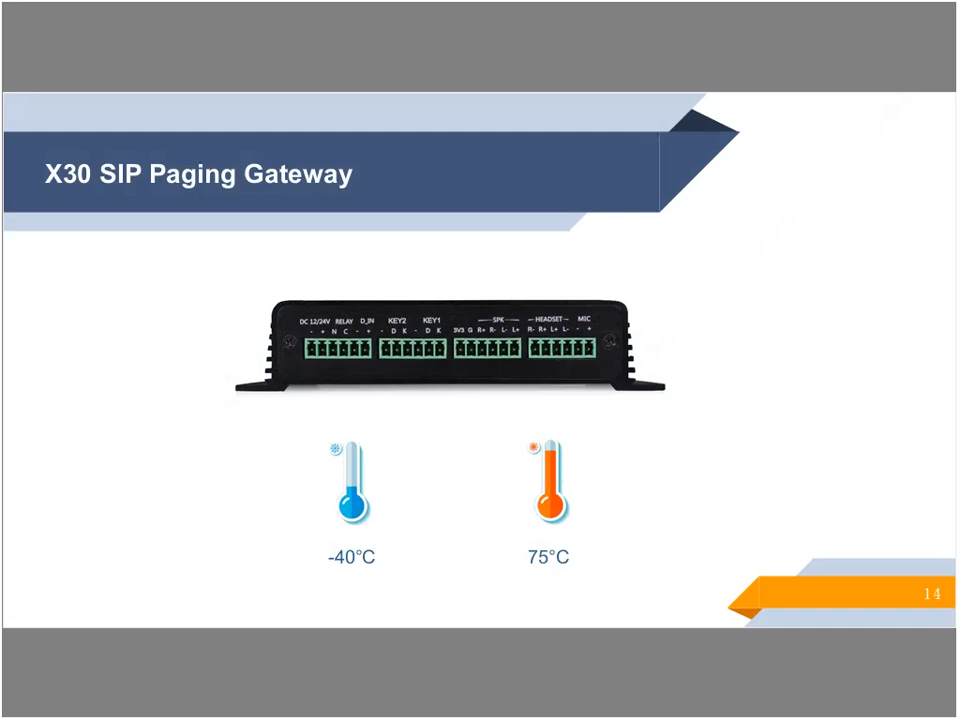 X30 SIP Paging Gateway
DC 12/24V RELAY D_IN KEY2 KEY1 SPK HEADSET MIC
- + N C - + - D K - D K 3V3 G R+ R- L- L+ R- R+ L+ L- - +
-40°C 75°C
14